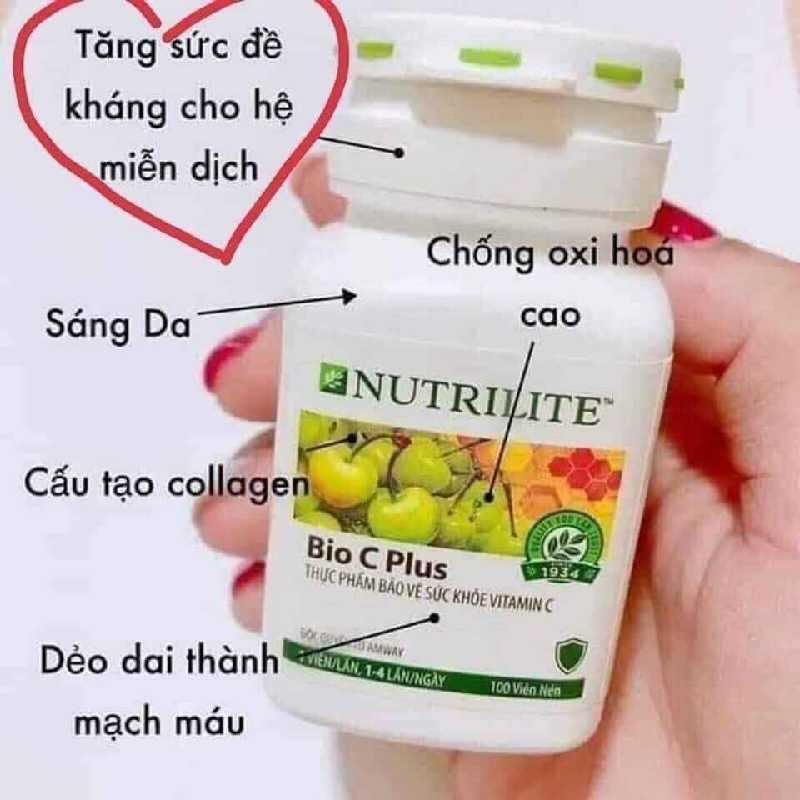 Tăng sức đề
kháng cho hệ
miễn dịch
Chống oxi hoá
cao
Sáng Da
NUTRILITE™
Cấu tạo collagen
Bio C Plus
THỰC PHẨM BẢO VỆ SỨC KHỎE VITAMIN C
1934
Dẻo dai thành
mạch máu
AMWAY
1 VIÊN/LẦN, 1-4 LẦN/NGÀY
100 Viên Nén